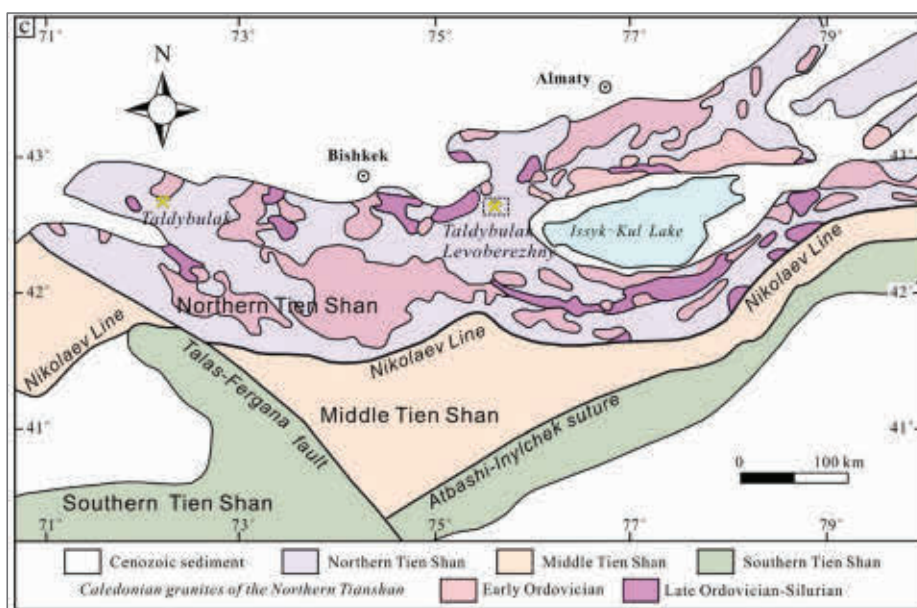 c
71° 73° 75° 77° 79°
N
Almaty
43° 43°
Bishkek
Taldybulak
Taldybulak
Levoberezhny
Issyk-Kul Lake
42° 42°
Northern Tien Shan
Nikolaev Line
Nikolaev Line
Nikolaev Line
Talas-Fergana fault
Middle Tien Shan
41° 41°
Atbashi-Inylchek suture
0 100 km
Southern Tien Shan
71° 73° 75° 77° 79°
Cenozoic sediment Northern Tien Shan Middle Tien Shan Southern Tien Shan
Caledonian granites of the Northern Tianshan Early Ordovician Late Ordovician-Silurian